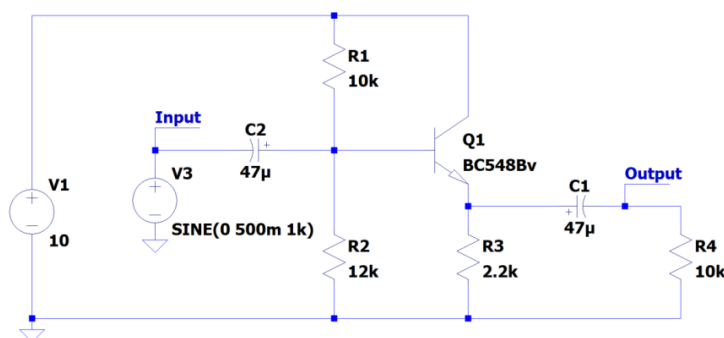 R1
10k
Input
C2
+
47µ
Q1
BC548Bv
V3
+
−
SINE(0 500m 1k)
V1
+
−
10
R2
12k
R3
2.2k
C1
+
47µ
Output
R4
10k